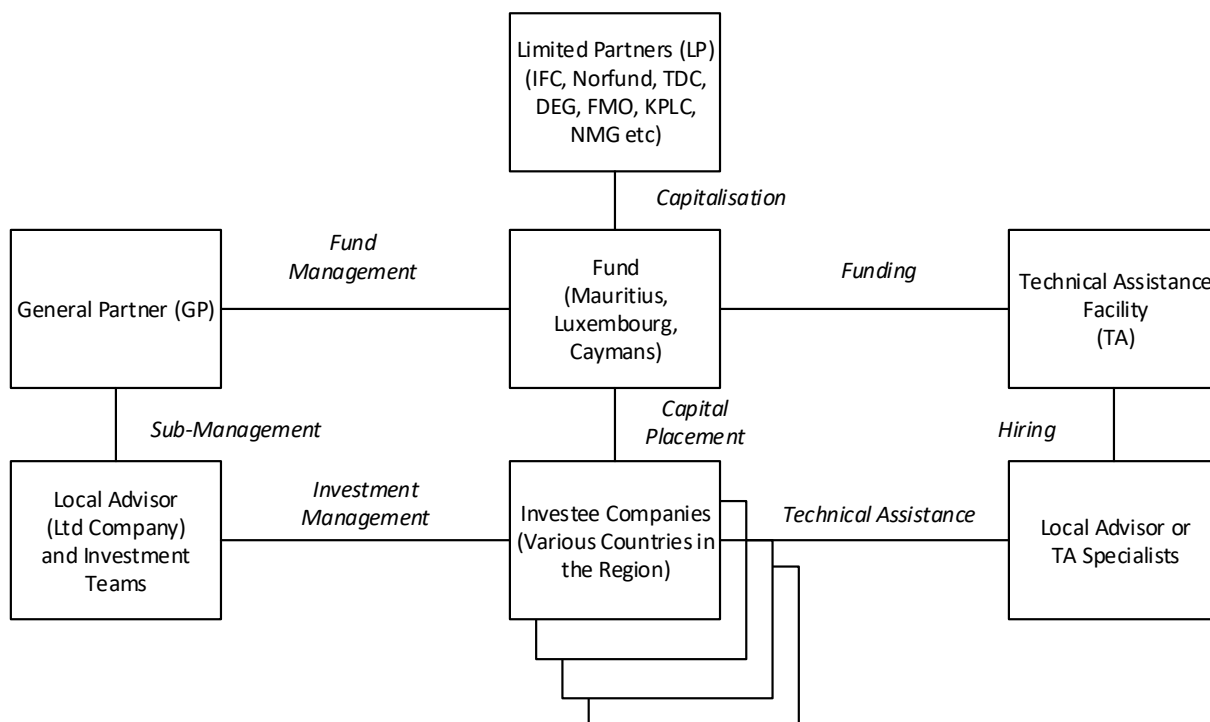 Limited Partners (LP)
(IFC, Norfund, TDC,
DEG, FMO, KPLC,
NMG etc)
Capitalisation
General Partner (GP)
Fund
Management
Fund
(Mauritius,
Luxembourg,
Caymans)
Funding
Technical Assistance
Facility
(TA)
Sub-Management
Capital
Placement
Hiring
Local Advisor
(Ltd Company)
and Investment
Teams
Investment
Management
Investee Companies
(Various Countries in
the Region)
Technical Assistance
Local Advisor or
TA Specialists